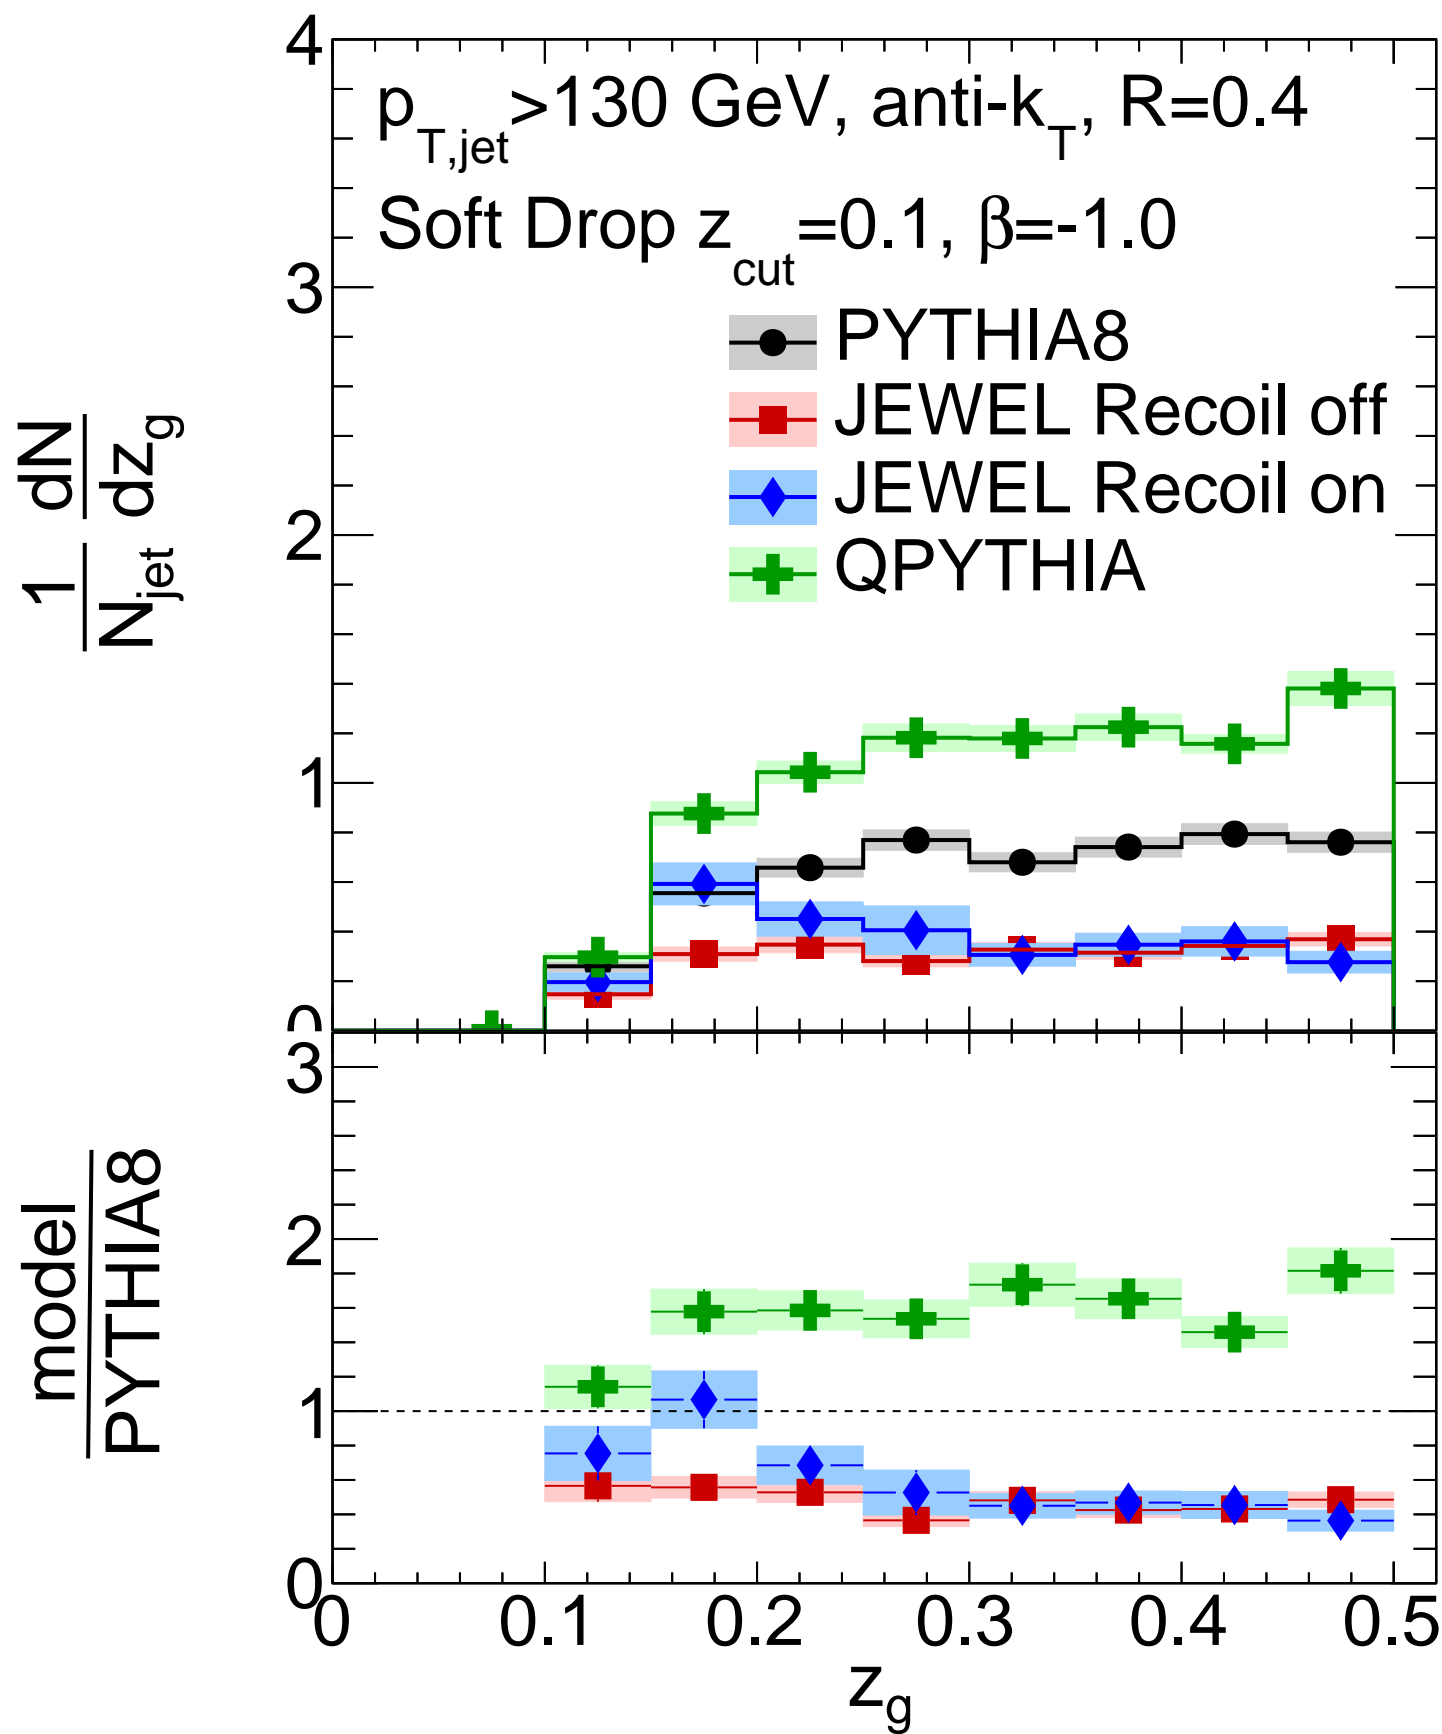 4
p_T,jet>130 GeV, anti-k_T, R=0.4
Soft Drop z_cut=0.1, β=-1.0
3
PYTHIA8
JEWEL Recoil off
JEWEL Recoil on
QPYTHIA
2
1
0
1 dN
N_jet dz_g
3
2
1
0
model
PYTHIA8
0 0.1 0.2 0.3 0.4 0.5
z_g